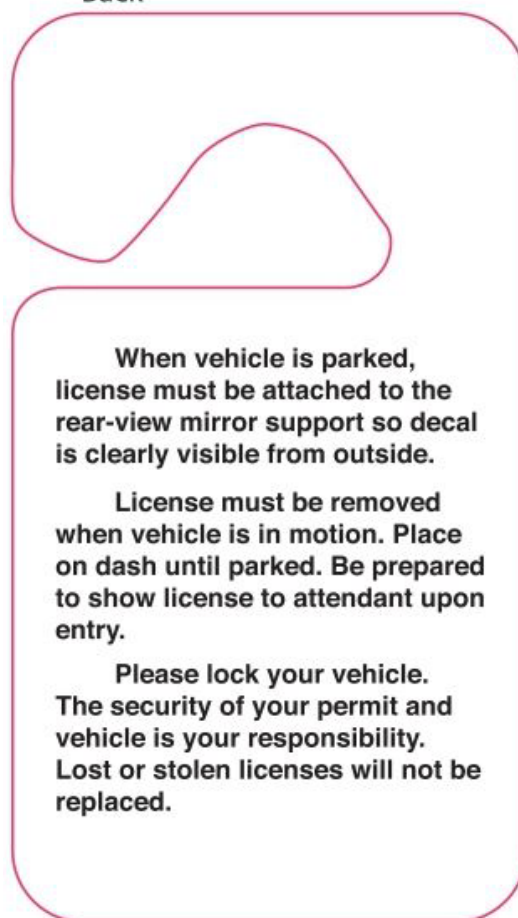 Back
When vehicle is parked,
license must be attached to the
rear-view mirror support so decal
is clearly visible from outside.
License must be removed
when vehicle is in motion. Place
on dash until parked. Be prepared
to show license to attendant upon
entry.
Please lock your vehicle.
The security of your permit and
vehicle is your responsibility.
Lost or stolen licenses will not be
replaced.